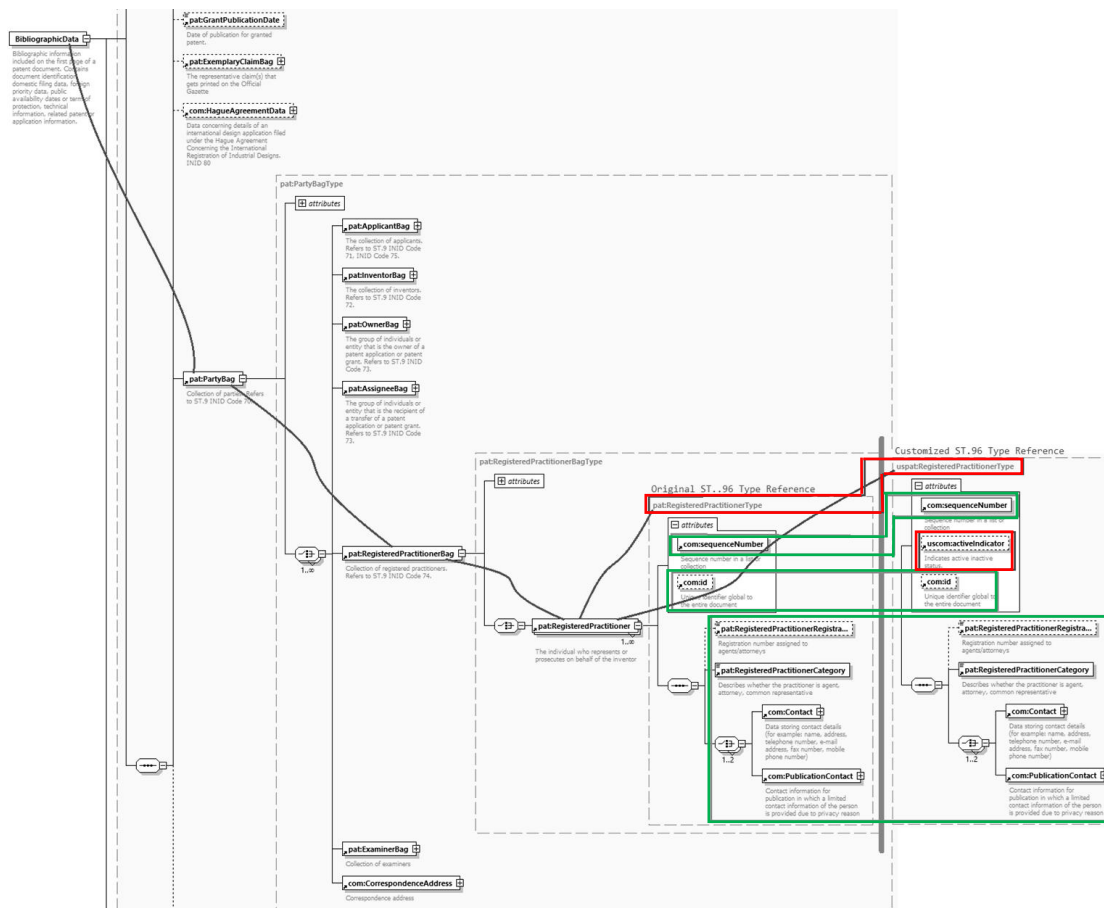 pat:GrantPublicationDate
Date of publication for granted
patent.
BibliographicData
Bibliographic information
included on the first page of a
patent document. Contains
document identification,
domestic filing data, foreign
priority data, public
availability dates or term of
protection, technical
information, related patent or
application information.
pat:ExemplaryClaimBag
The representative claim(s) that
gets printed on the Official
Gazette
com:HagueAgreementData
Data concerning details of an
international design application filed
under the Hague Agreement
Concerning the International
Registration of Industrial Designs.
INID 80
pat:PartyBagType
attributes
pat:ApplicantBag
The collection of applicants.
Refers to ST.9 INID Code
71, INID Code 75.
pat:InventorBag
The collection of inventors.
Refers to ST.9 INID Code
72.
pat:OwnerBag
The group of individuals or
entity that is the owner of a
patent application or patent
grant. Refers to ST.9 INID
Code 73.
pat:PartyBag
Collection of parties. Refers
to ST.9 INID Code 70.
pat:AssigneeBag
The group of individuals or
entity that is the recipient of
a transfer of a patent
application or patent grant.
Refers to ST.9 INID Code
73.
pat:RegisteredPractitionerBag
Collection of registered practitioners.
Refers to ST.9 INID Code 74.
1..∞
pat:RegisteredPractitionerBagType
attributes
pat:RegisteredPractitioner
1..∞
The individual who represents or
prosecutes on behalf of the inventor
Original ST..96 Type Reference
pat:RegisteredPractitionerType
attributes
com:sequenceNumber
Sequence number in a list or
collection
com:id
Unique identifier global to
the entire document
pat:RegisteredPractitionerRegistra...
Registration number assigned to
agents/attorneys
pat:RegisteredPractitionerCategory
Describes whether the practitioner is agent,
attorney, common representative
com:Contact
Data storing contact details
(for example: name, address,
telephone number, e-mail
address, fax number, mobile
phone number)
1..2
com:PublicationContact
Contact information for
publication in which a limited
contact information of the person
is provided due to privacy reason
Customized ST.96 Type Reference
uspat:RegisteredPractitionerType
attributes
com:sequenceNumber
Sequence number in a list or
collection
uscom:activeIndicator
Indicates active inactive
status.
com:id
Unique identifier global to
the entire document
pat:RegisteredPractitionerRegistra...
Registration number assigned to
agents/attorneys
pat:RegisteredPractitionerCategory
Describes whether the practitioner is agent,
attorney, common representative
com:Contact
Data storing contact details
(for example: name, address,
telephone number, e-mail
address, fax number, mobile
phone number)
1..2
com:PublicationContact
Contact information for
publication in which a limited
contact information of the person
is provided due to privacy reason
pat:ExaminerBag
Collection of examiners
com:CorrespondenceAddress
Correspondence address